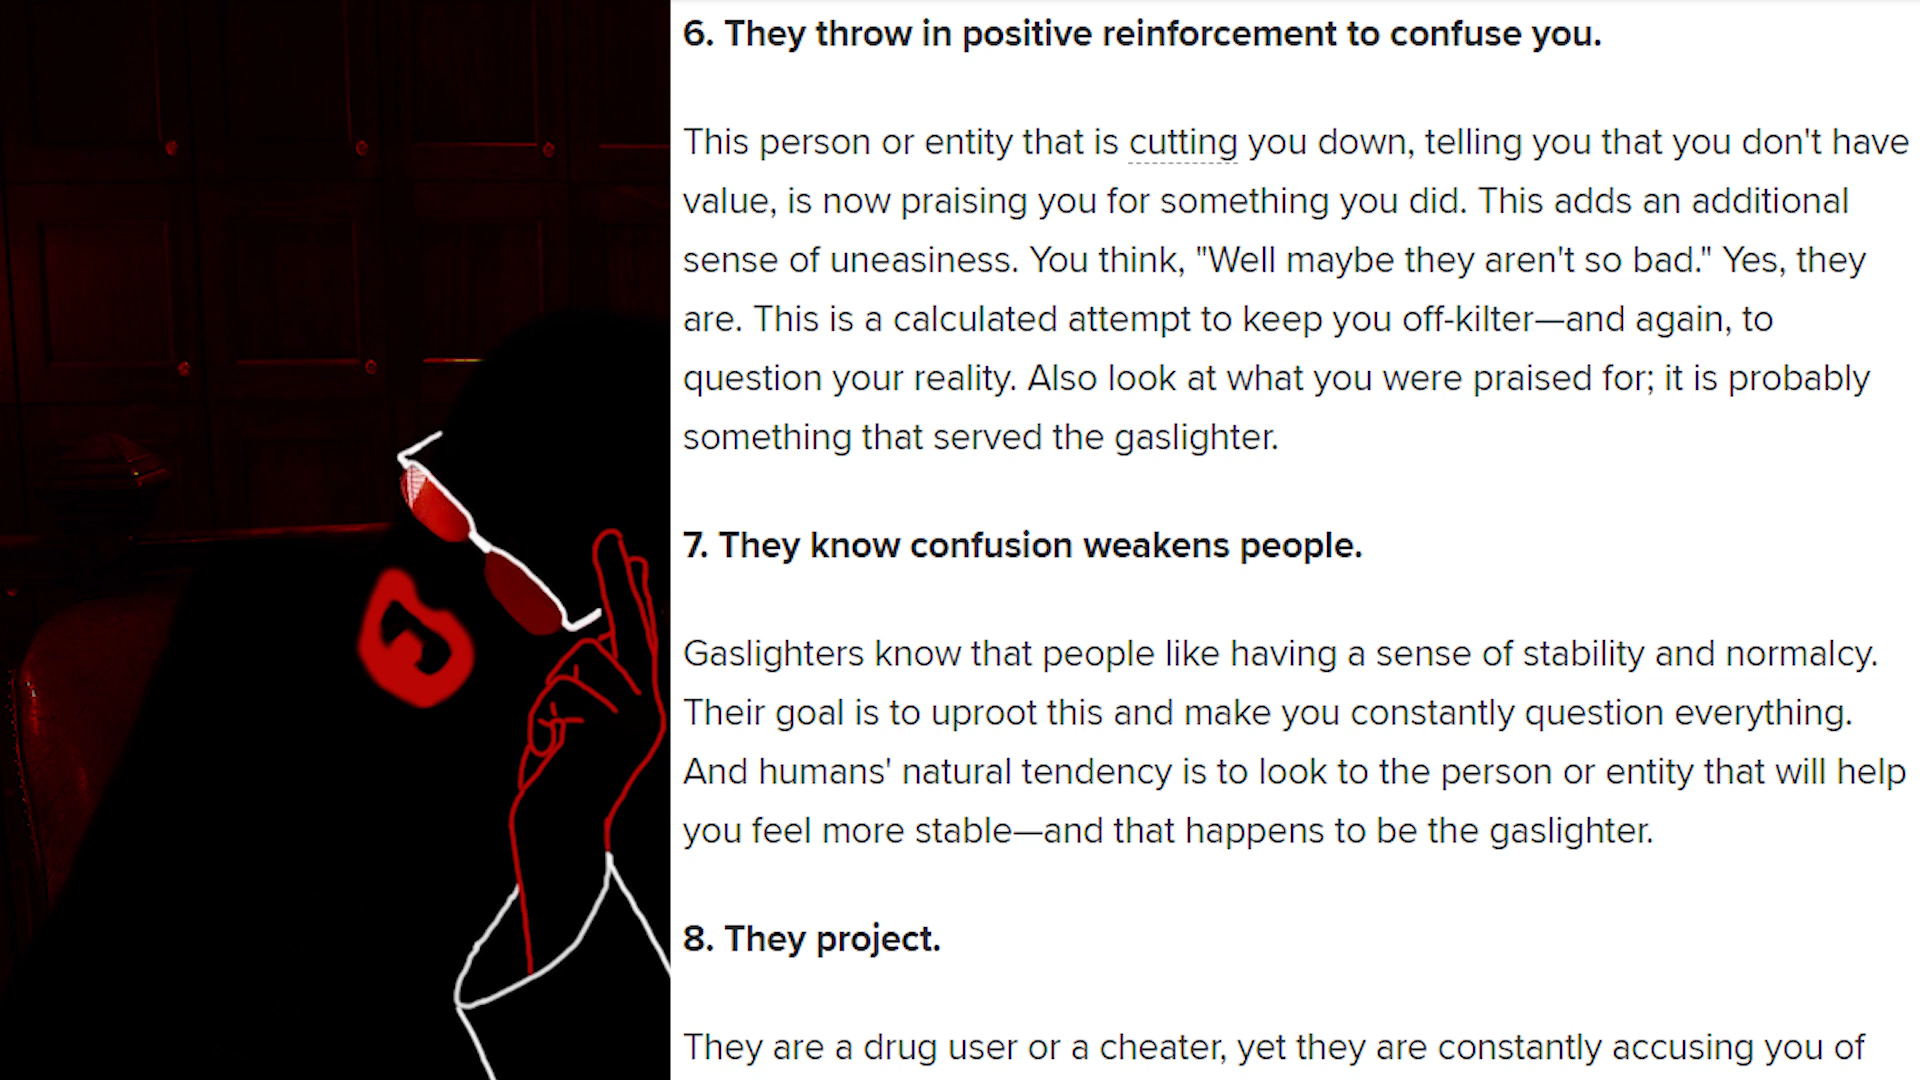 6. They throw in positive reinforcement to confuse you.
This person or entity that is cutting you down, telling you that you don't have
value, is now praising you for something you did. This adds an additional
sense of uneasiness. You think, "Well maybe they aren't so bad." Yes, they
are. This is a calculated attempt to keep you off-kilter—and again, to
question your reality. Also look at what you were praised for; it is probably
something that served the gaslighter.
7. They know confusion weakens people.
Gaslighters know that people like having a sense of stability and normalcy.
Their goal is to uproot this and make you constantly question everything.
And humans' natural tendency is to look to the person or entity that will help
you feel more stable—and that happens to be the gaslighter.
8. They project.
They are a drug user or a cheater, yet they are constantly accusing you of